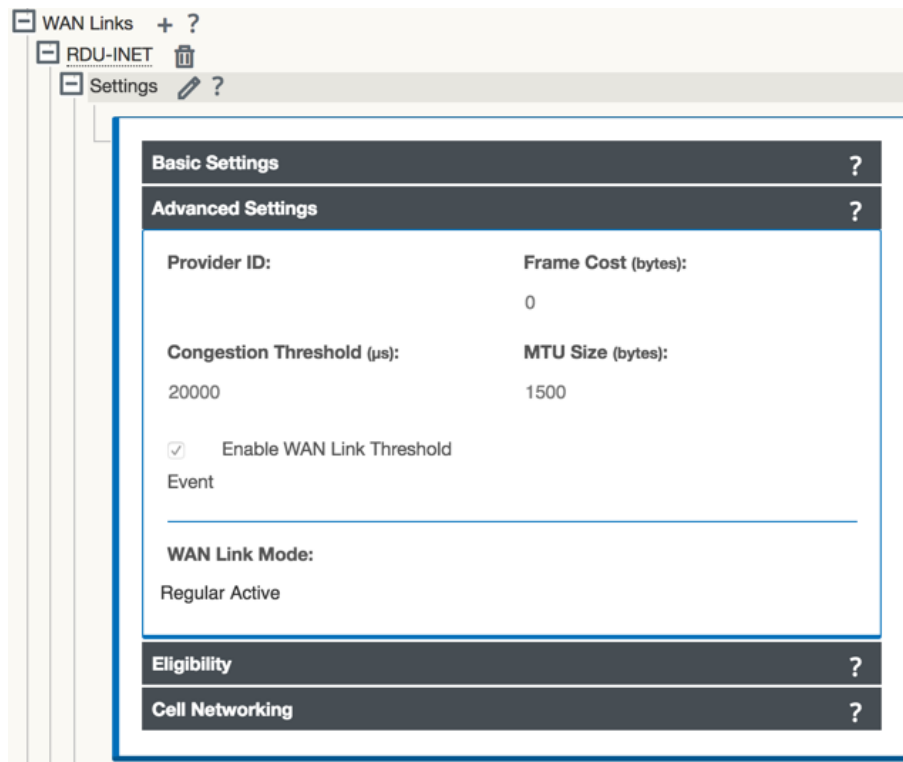 WAN Links + ?
RDU-INET
Settings ?
Basic Settings ?
Advanced Settings ?
Provider ID: Frame Cost (bytes):
0
Congestion Threshold (µs): MTU Size (bytes):
20000 1500
Enable WAN Link Threshold
Event
WAN Link Mode:
Regular Active
Eligibility ?
Cell Networking ?